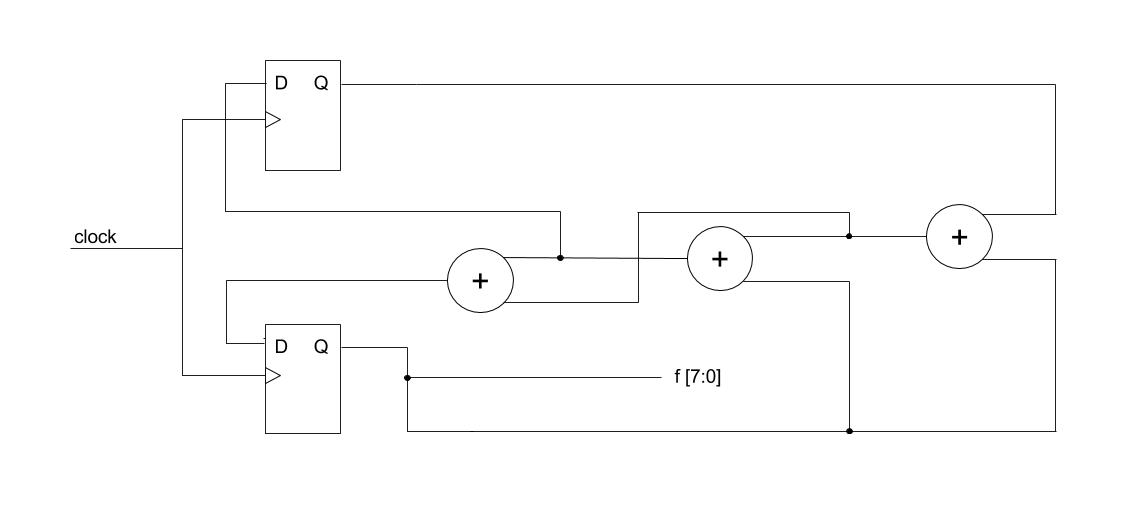 D Q
clock
+
+
+
D Q
f [7:0]